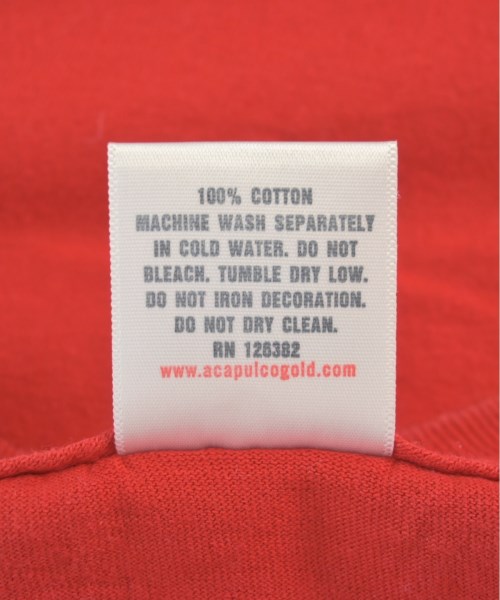 100% COTTON
MACHINE WASH SEPARATELY
IN COLD WATER. DO NOT
BLEACH. TUMBLE DRY LOW.
DO NOT IRON DECORATION.
DO NOT DRY CLEAN.
RN 126382
www.acapulcogold.com